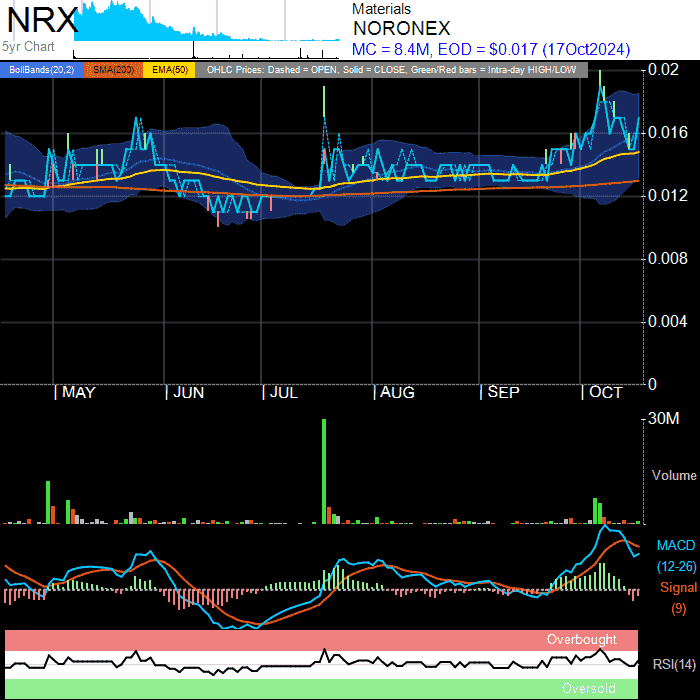 NRX
5yr Chart
Materials
NORONEX
MC = 8.4M, EOD = $0.017 (17Oct2024)
BollBands(20,2) SMA(200) EMA(50) OHLC Prices: Dashed = OPEN, Solid = CLOSE, Green/Red bars = Intra-day HIGH/LOW
0.02
0.016
0.012
0.008
0.004
0
MAY JUN JUL AUG SEP OCT
30M
Volume
MACD
(12-26)
Signal
(9)
Overbought
RSI(14)
Oversold